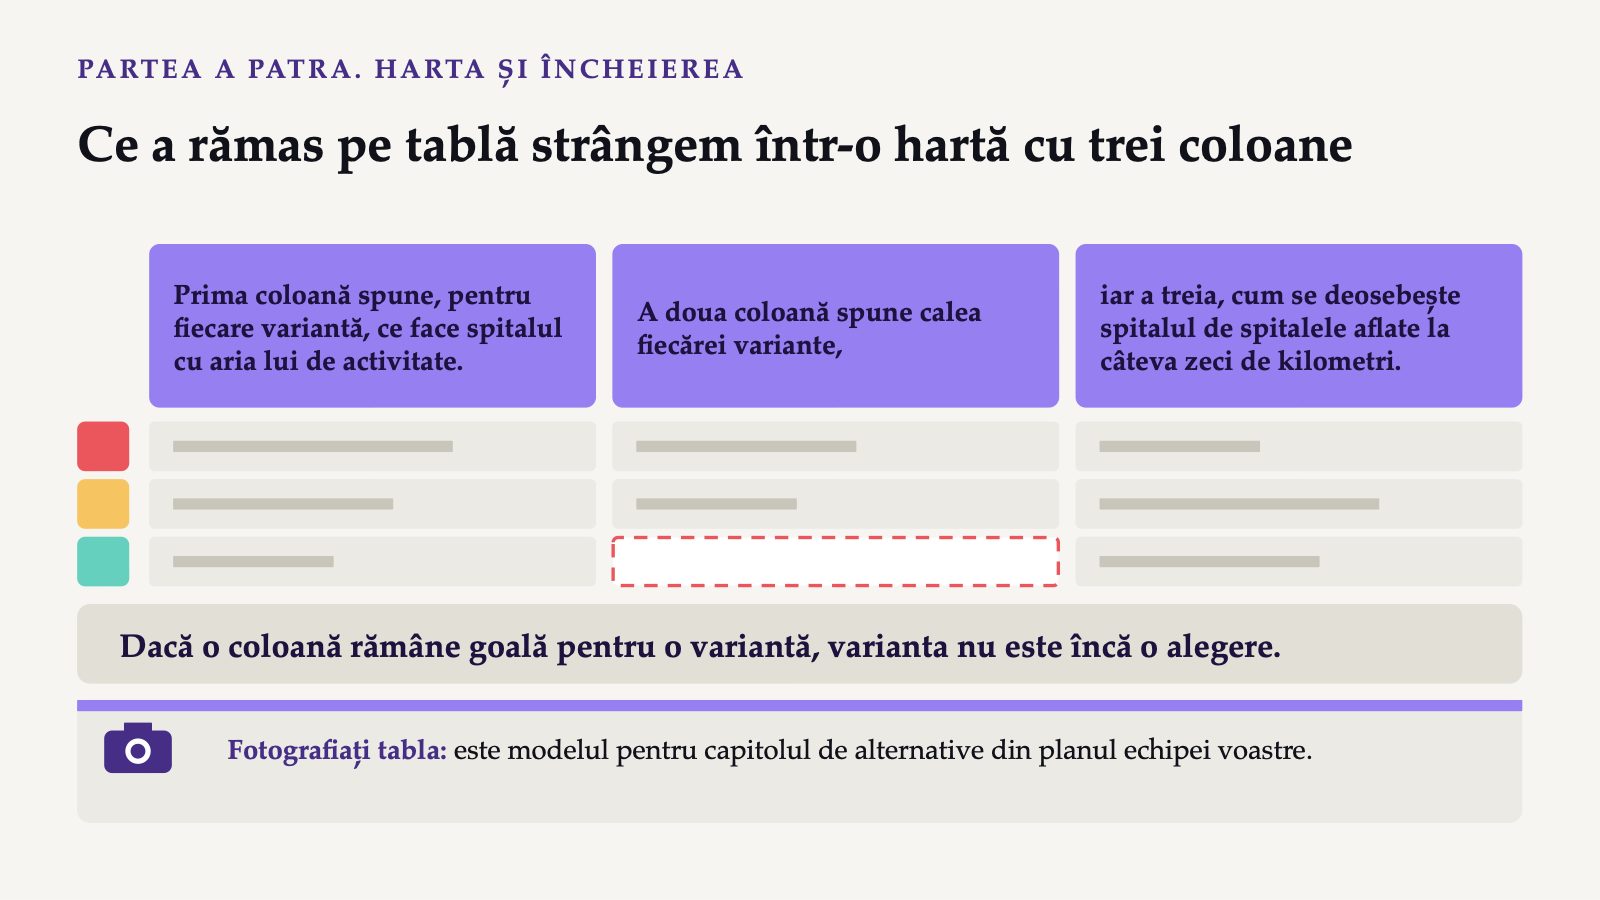 PARTEA A PATRA. HARTA ȘI ÎNCHEIEREA
Ce a rămas pe tablă strângem într-o hartă cu trei coloane
Prima coloană spune, pentru
fiecare variantă, ce face spitalul
cu aria lui de activitate.
A doua coloană spune calea
fiecărei variante,
iar a treia, cum se deosebește
spitalul de spitalele aflate la
câteva zeci de kilometri.
Dacă o coloană rămâne goală pentru o variantă, varianta nu este încă o alegere.
Fotografiați tabla: este modelul pentru capitolul de alternative din planul echipei voastre.